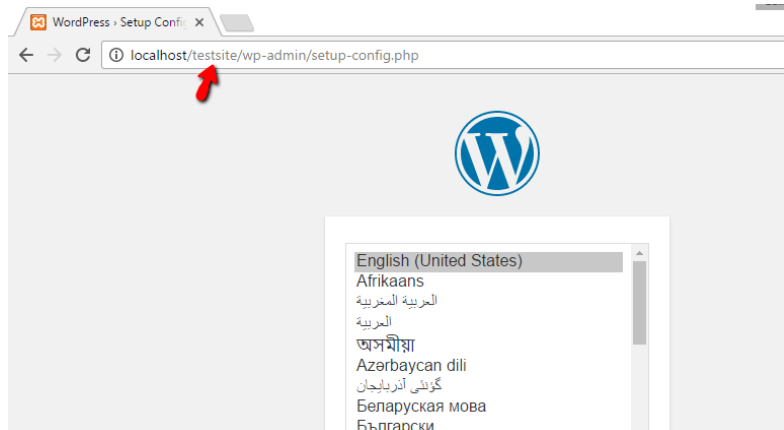 WordPress › Setup Config
localhost/testsite/wp-admin/setup-config.php
English (United States)
Afrikaans
العربية المغربية
العربية
অসমীয়া
Azərbaycan dili
گؤنئی آذربایجان
Беларуская мова
Български